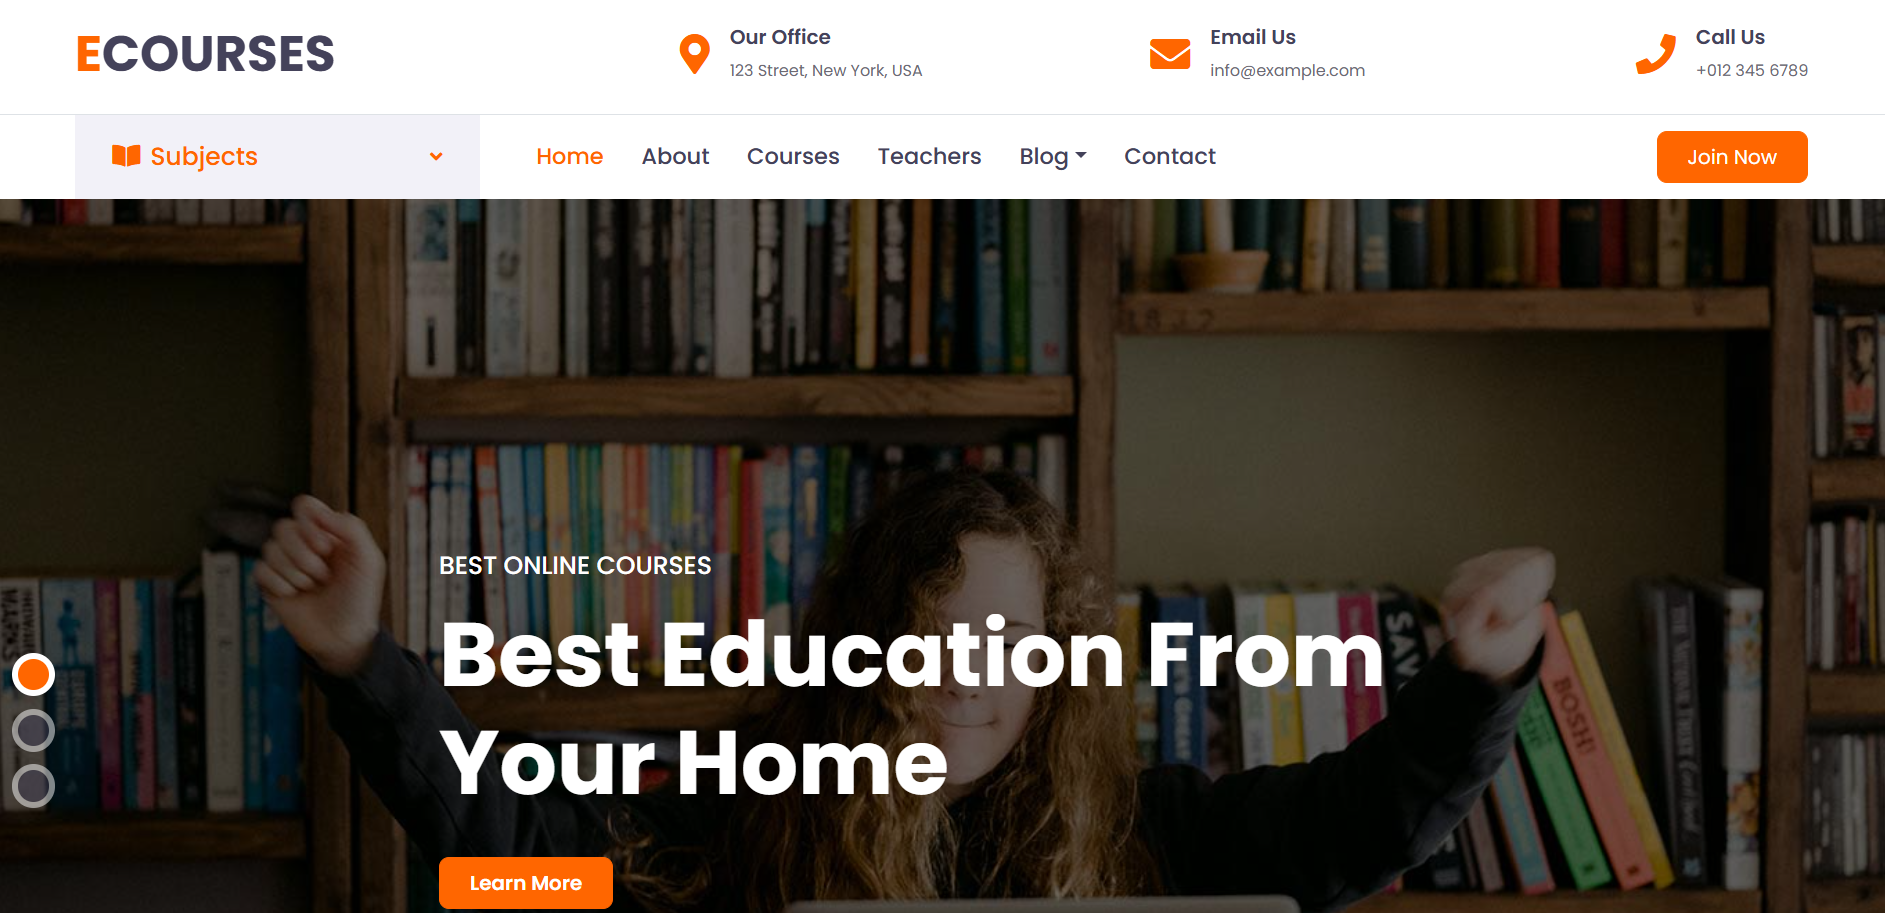 ECOURSES
Our Office
123 Street, New York, USA
Email Us
info@example.com
Call Us
+012 345 6789
Subjects
Home
About
Courses
Teachers
Blog
Contact
Join Now
BEST ONLINE COURSES
Best Education From
Your Home
Learn More
BOSH!